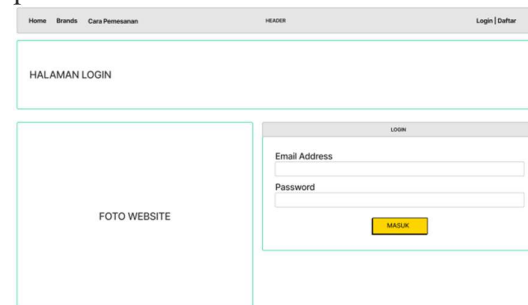 Home Brands Cara Pemesanan HEADER Login | Daftar
HALAMAN LOGIN
FOTO WEBSITE
LOGIN
Email Address
Password
MASUK